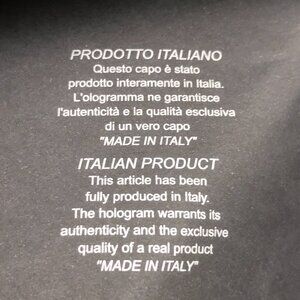 PRODOTTO ITALIANO
Questo capo è stato
prodotto interamente in Italia.
L'ologramma ne garantisce
l'autenticità e la qualità esclusiva
di un vero capo
"MADE IN ITALY"
ITALIAN PRODUCT
This article has been
fully produced in Italy.
The hologram warrants its
authenticity and the exclusive
quality of a real product
"MADE IN ITALY"